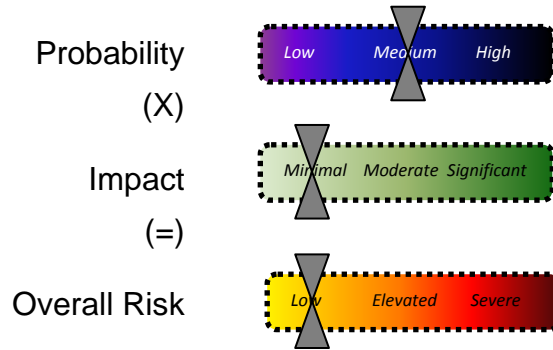 Probability
Low Medium High
(X)
Impact
Minimal Moderate Significant
(=)
Overall Risk
Low Elevated Severe